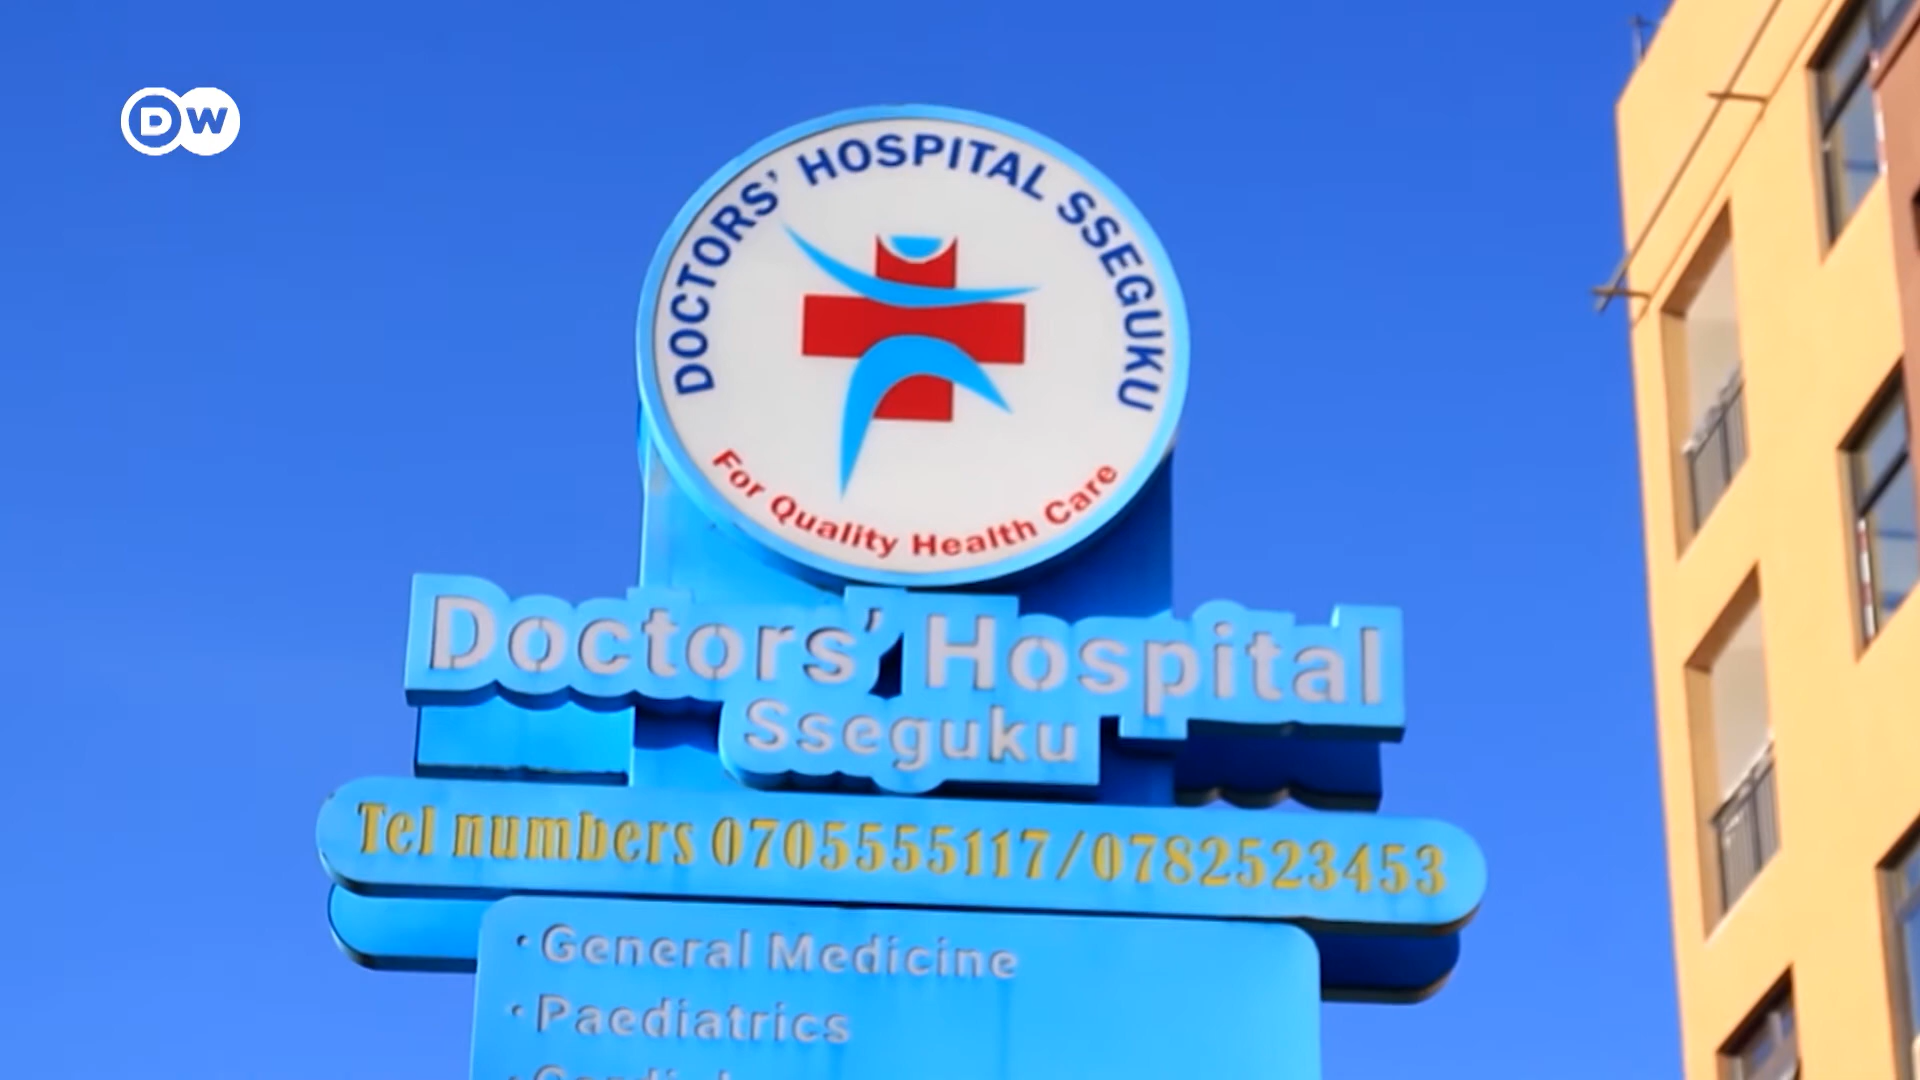 DW
DOCTORS' HOSPITAL SSEGUKU
For Quality Health Care
Doctors' Hospital
Sseguku
Tel numbers 0705555117/0782523453
• General Medicine
• Paediatrics